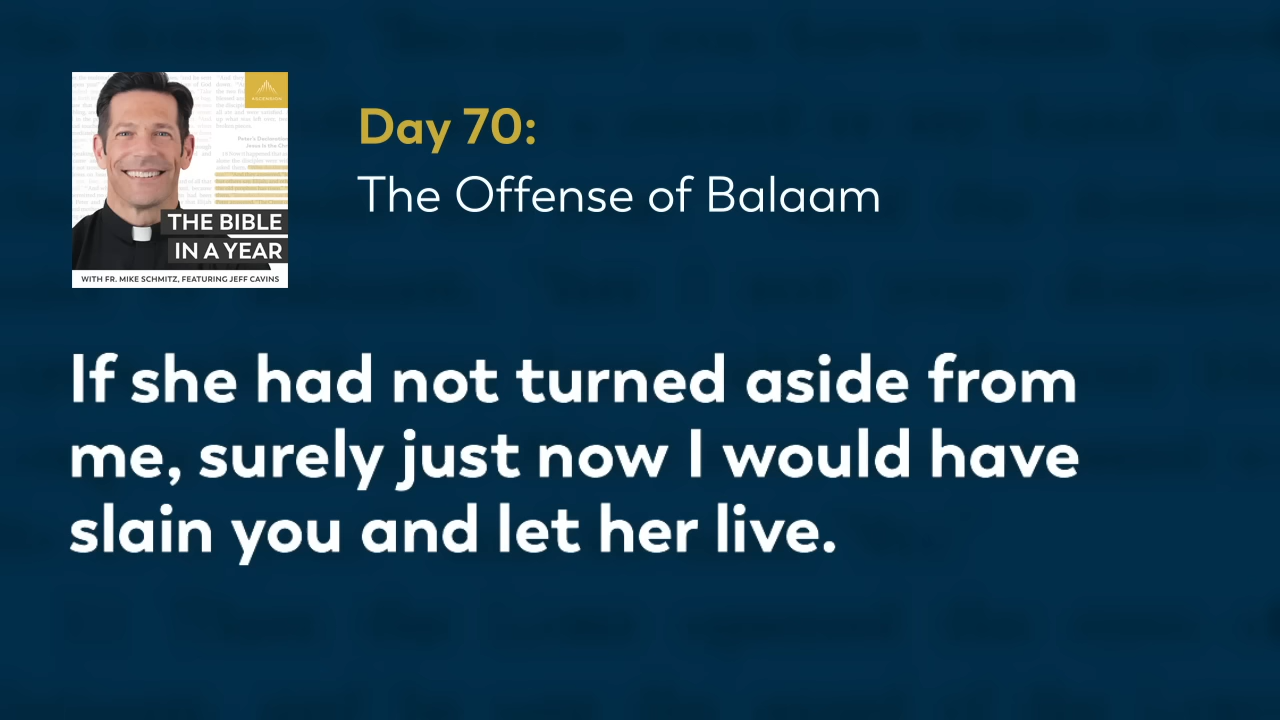 ASCENSION
THE BIBLE
IN A YEAR
WITH FR. MIKE SCHMITZ, FEATURING JEFF CAVINS
Day 70:
The Offense of Balaam
If she had not turned aside from
me, surely just now I would have
slain you and let her live.